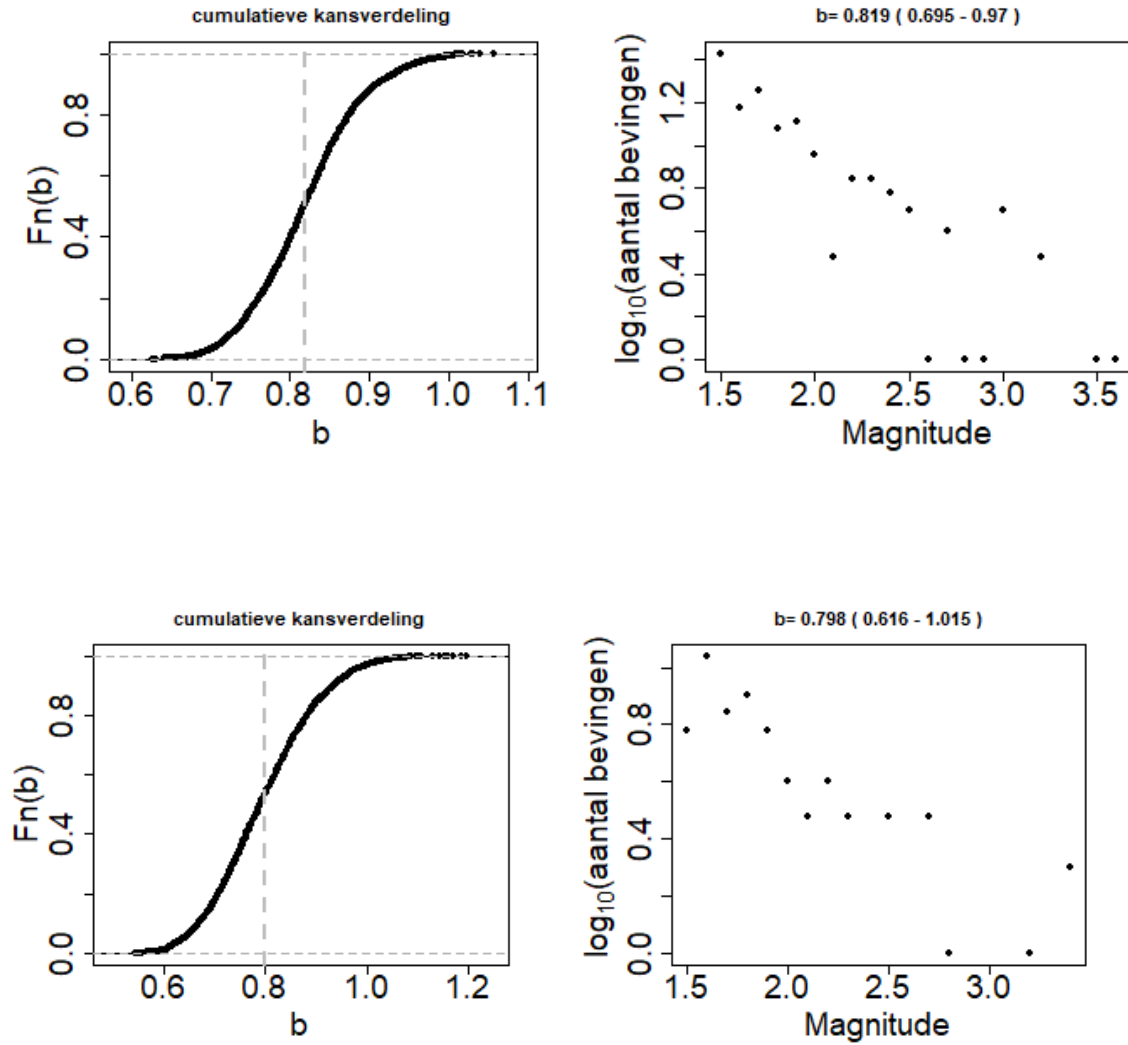 cumulatieve kansverdeling
Fn(b)
0.0 0.4 0.8
0.6 0.7 0.8 0.9 1.0 1.1
b
b= 0.819 ( 0.695 - 0.97 )
log10(aantal bevingen)
0.0 0.4 0.8 1.2
1.5 2.0 2.5 3.0 3.5
Magnitude
cumulatieve kansverdeling
Fn(b)
0.0 0.4 0.8
0.6 0.8 1.0 1.2
b
b= 0.798 ( 0.616 - 1.015 )
log10(aantal bevingen)
0.0 0.4 0.8
1.5 2.0 2.5 3.0
Magnitude